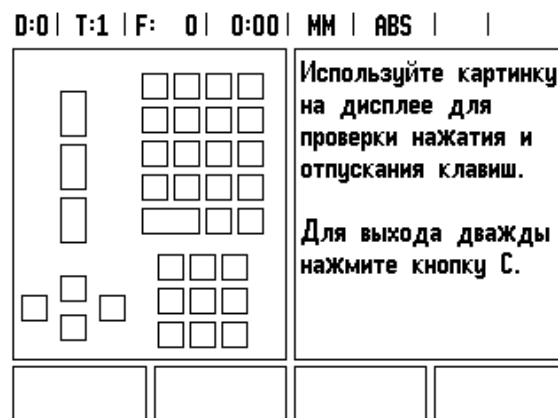 D:0| T:1 |F: 0| 0:00| MM | ABS | |
Используйте картинку
на дисплее для
проверки нажатия и
отпускания клавиш.
Для выхода дважды
нажмите кнопку С.